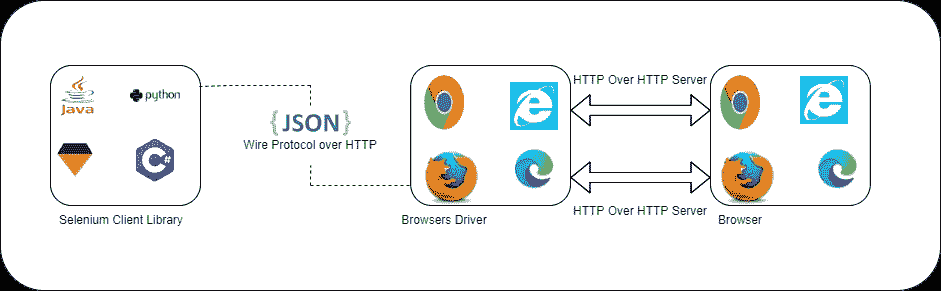 HTTP Over HTTP Server
Java
python
{JSON}
Wire Protocol over HTTP
C#
HTTP Over HTTP Server
Selenium Client Library
Browsers Driver
Browser